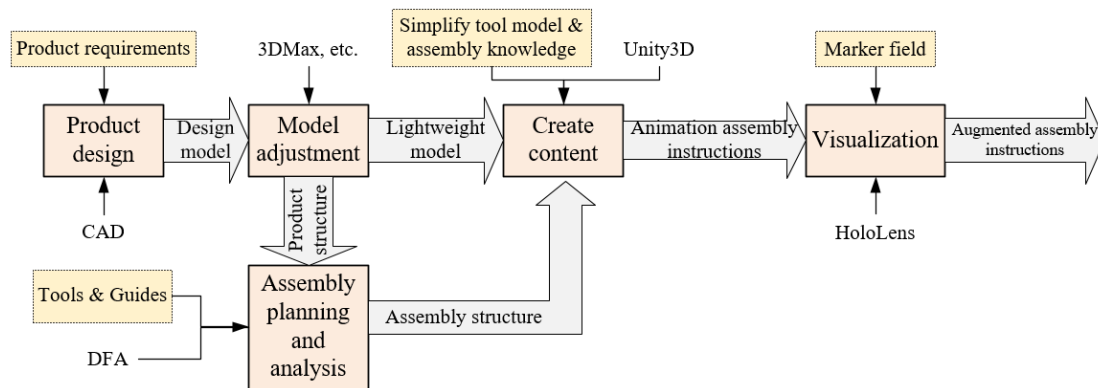 Simplify tool model &
assembly knowledge
Product requirements
3DMax, etc.
Unity3D
Marker field
Product
design
Design
model
Model
adjustment
Lightweight
model
Create
content
Animation assembly
instructions
Visualization
Augmented assembly
instructions
Product
structure
CAD
HoloLens
Tools & Guides
DFA
Assembly
planning
and
analysis
Assembly structure